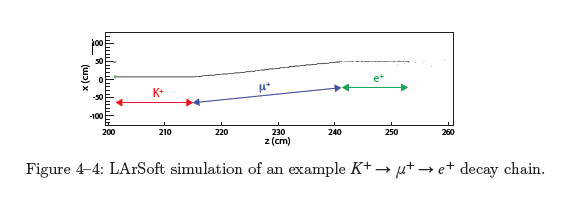 100
50
0
-50
-100
x (cm)
K+
μ+
e+
200 210 220 230 240 250 260
z (cm)
Figure 4–4: LArSoft simulation of an example K+ → μ+ → e+ decay chain.